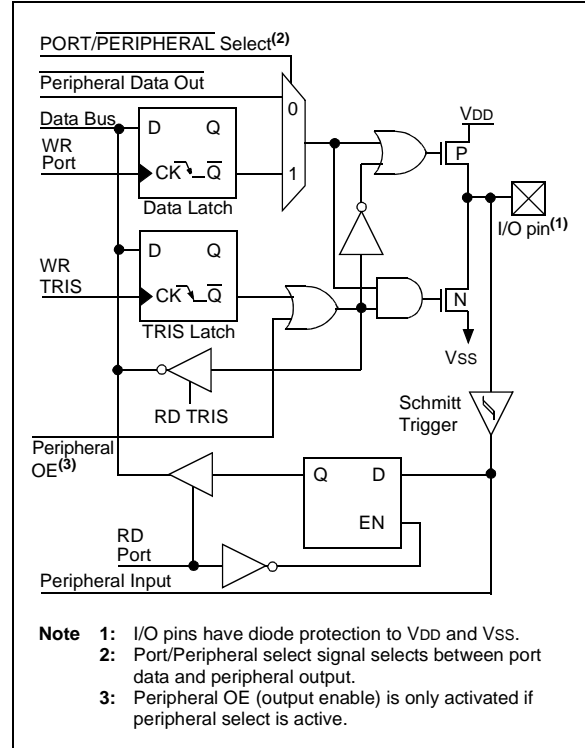 PORT/PERIPHERAL Select(2)
Peripheral Data Out
Data Bus
WR
Port
D Q
CK Q
Data Latch
0
1
VDD
P
I/O pin(1)
WR
TRIS
D Q
CK Q
TRIS Latch
N
VSS
RD TRIS
Schmitt
Trigger
Peripheral
OE(3)
Q D
EN
RD
Port
Peripheral Input
Note 1: I/O pins have diode protection to VDD and VSS.
2: Port/Peripheral select signal selects between port
data and peripheral output.
3: Peripheral OE (output enable) is only activated if
peripheral select is active.